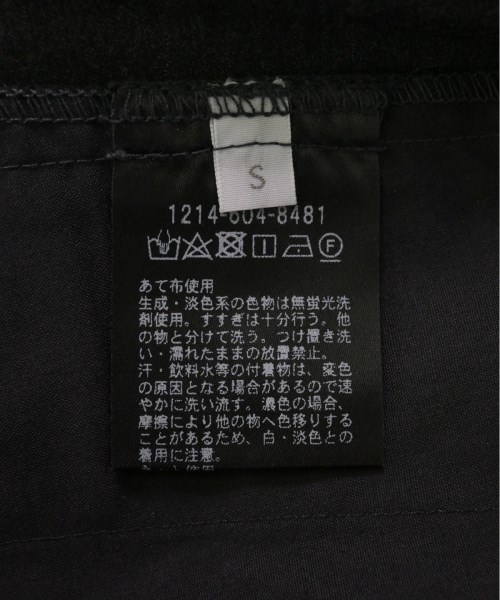 S
1214-604-8481
F
あて布使用
生成・淡色系の色物は無蛍光洗
剤使用。すすぎは十分行う。他
の物と分けて洗う。つけ置き洗
い・濡れたままの放置禁止。
汗・飲料水等の付着物は、変色
の原因となる場合があるので速
やかに洗い流す。濃色の場合、
摩擦により他の物へ色移りする
ことがあるため、白・淡色との
着用に注意。